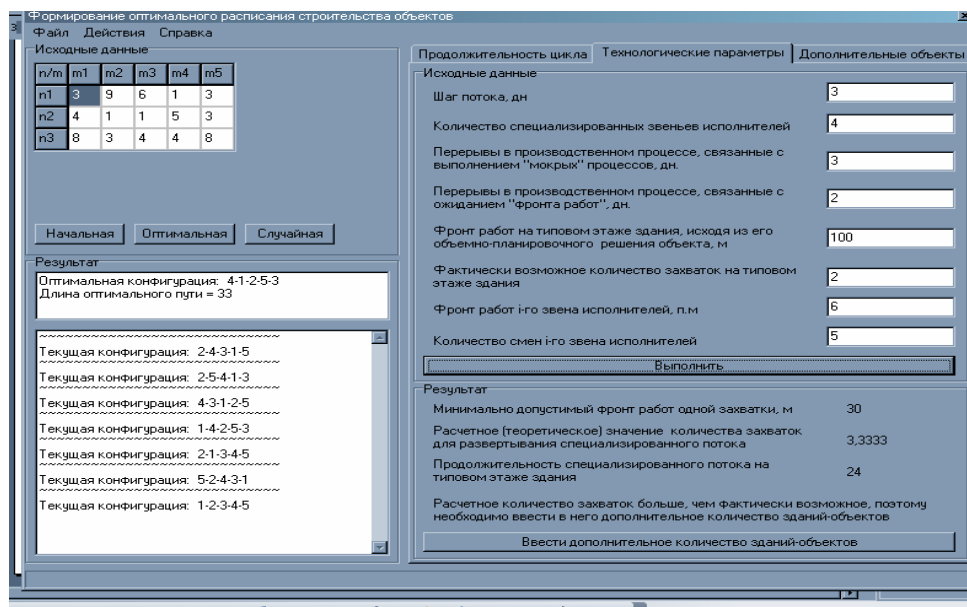 Формирование оптимального расписания строительства объектов
Файл Действия Справка
Исходные данные
n/m m1 m2 m3 m4 m5
n1 3 9 6 1 3
n2 4 1 1 5 3
n3 8 3 4 4 8
Начальная Оптимальная Случайная
Результат
Оптимальная конфигурация: 4-1-2-5-3
Длина оптимального пути = 33
~~~~~~~~~~~~~~~~~~~~~~~~~~~~~~
Текущая конфигурация: 2-4-3-1-5
~~~~~~~~~~~~~~~~~~~~~~~~~~~~~~
Текущая конфигурация: 2-5-4-1-3
~~~~~~~~~~~~~~~~~~~~~~~~~~~~~~
Текущая конфигурация: 4-3-1-2-5
~~~~~~~~~~~~~~~~~~~~~~~~~~~~~~
Текущая конфигурация: 1-4-2-5-3
~~~~~~~~~~~~~~~~~~~~~~~~~~~~~~
Текущая конфигурация: 2-1-3-4-5
~~~~~~~~~~~~~~~~~~~~~~~~~~~~~~
Текущая конфигурация: 5-2-4-3-1
~~~~~~~~~~~~~~~~~~~~~~~~~~~~~~
Текущая конфигурация: 1-2-3-4-5
Продолжительность цикла Технологические параметры Дополнительные объекты
Исходные данные
Шаг потока, дн 3
Количество специализированных звеньев исполнителей 4
Перерывы в производственном процессе, связанные с
выполнением "мокрых" процессов, дн. 3
Перерывы в производственном процессе, связанные с
ожиданием "фронта работ", дн. 2
Фронт работ на типовом этаже здания, исходя из его
объемно-планировочного решения объекта, м 100
Фактически возможное количество захваток на типовом
этаже здания 2
Фронт работ i-го звена исполнителей, п.м 6
Количество смен i-го звена исполнителей 5
Выполнить
Результат
Минимально допустимый фронт работ одной захватки, м 30
Расчетное (теоретическое) значение количества захваток
для развертывания специализированного потока 3,3333
Продолжительность специализированного потока на
типовом этаже здания 24
Расчетное количество захваток больше, чем фактически возможное, поэтому
необходимо ввести в него дополнительное количество зданий-объектов
Ввести дополнительное количество зданий-объектов